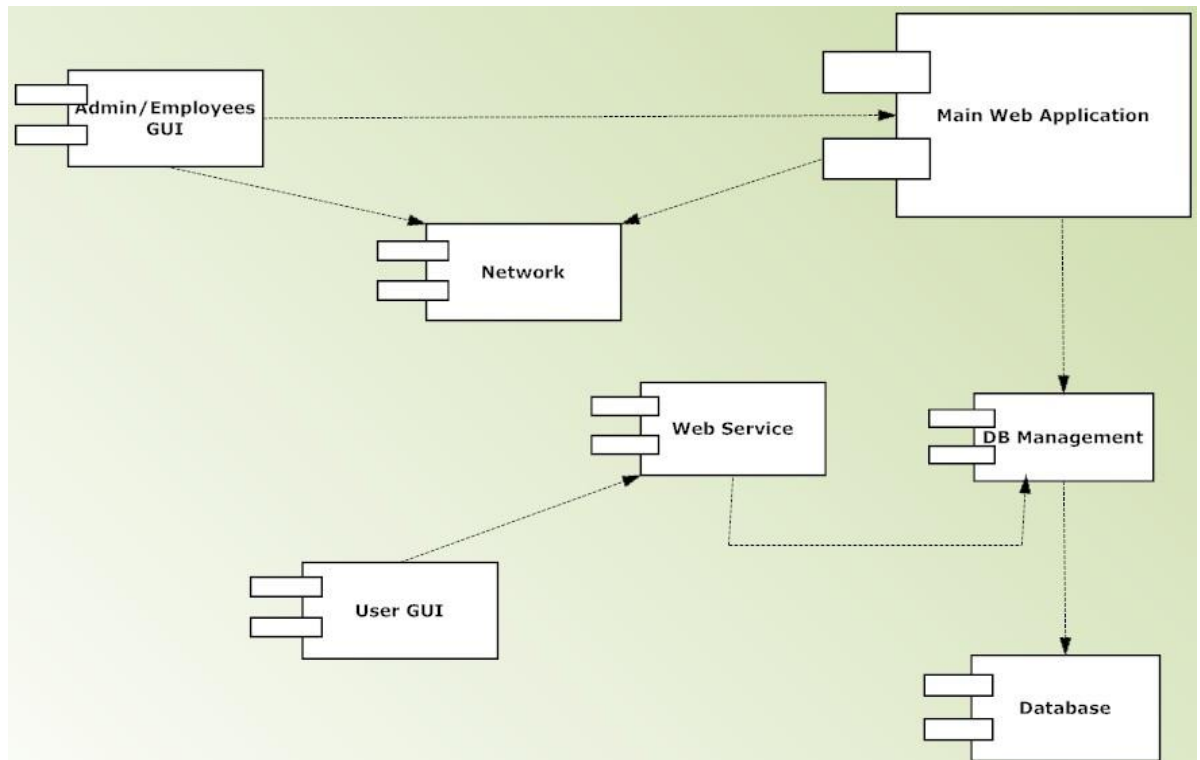 Admin/Employees
GUI
Main Web Application
Network
Web Service
DB Management
User GUI
Database